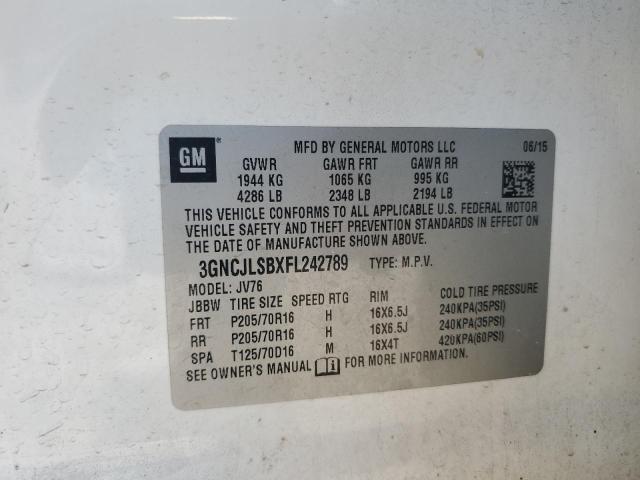 GM
MFD BY GENERAL MOTORS LLC 06/15
GVWR GAWR FRT GAWR RR
1944 KG 1065 KG 995 KG
4286 LB 2348 LB 2194 LB
THIS VEHICLE CONFORMS TO ALL APPLICABLE U.S. FEDERAL MOTOR
VEHICLE SAFETY AND THEFT PREVENTION STANDARDS IN EFFECT ON
THE DATE OF MANUFACTURE SHOWN ABOVE.
3GNCJLSBXFL242789 TYPE: M.P.V.
MODEL: JV76
JBBW TIRE SIZE SPEED RTG RIM COLD TIRE PRESSURE
FRT P205/70R16 H 16X6.5J 240KPA(35PSI)
RR P205/70R16 H 16X6.5J 240KPA(35PSI)
SPA T125/70D16 M 16X4T 420KPA(60PSI)
SEE OWNER'S MANUAL FOR MORE INFORMATION.